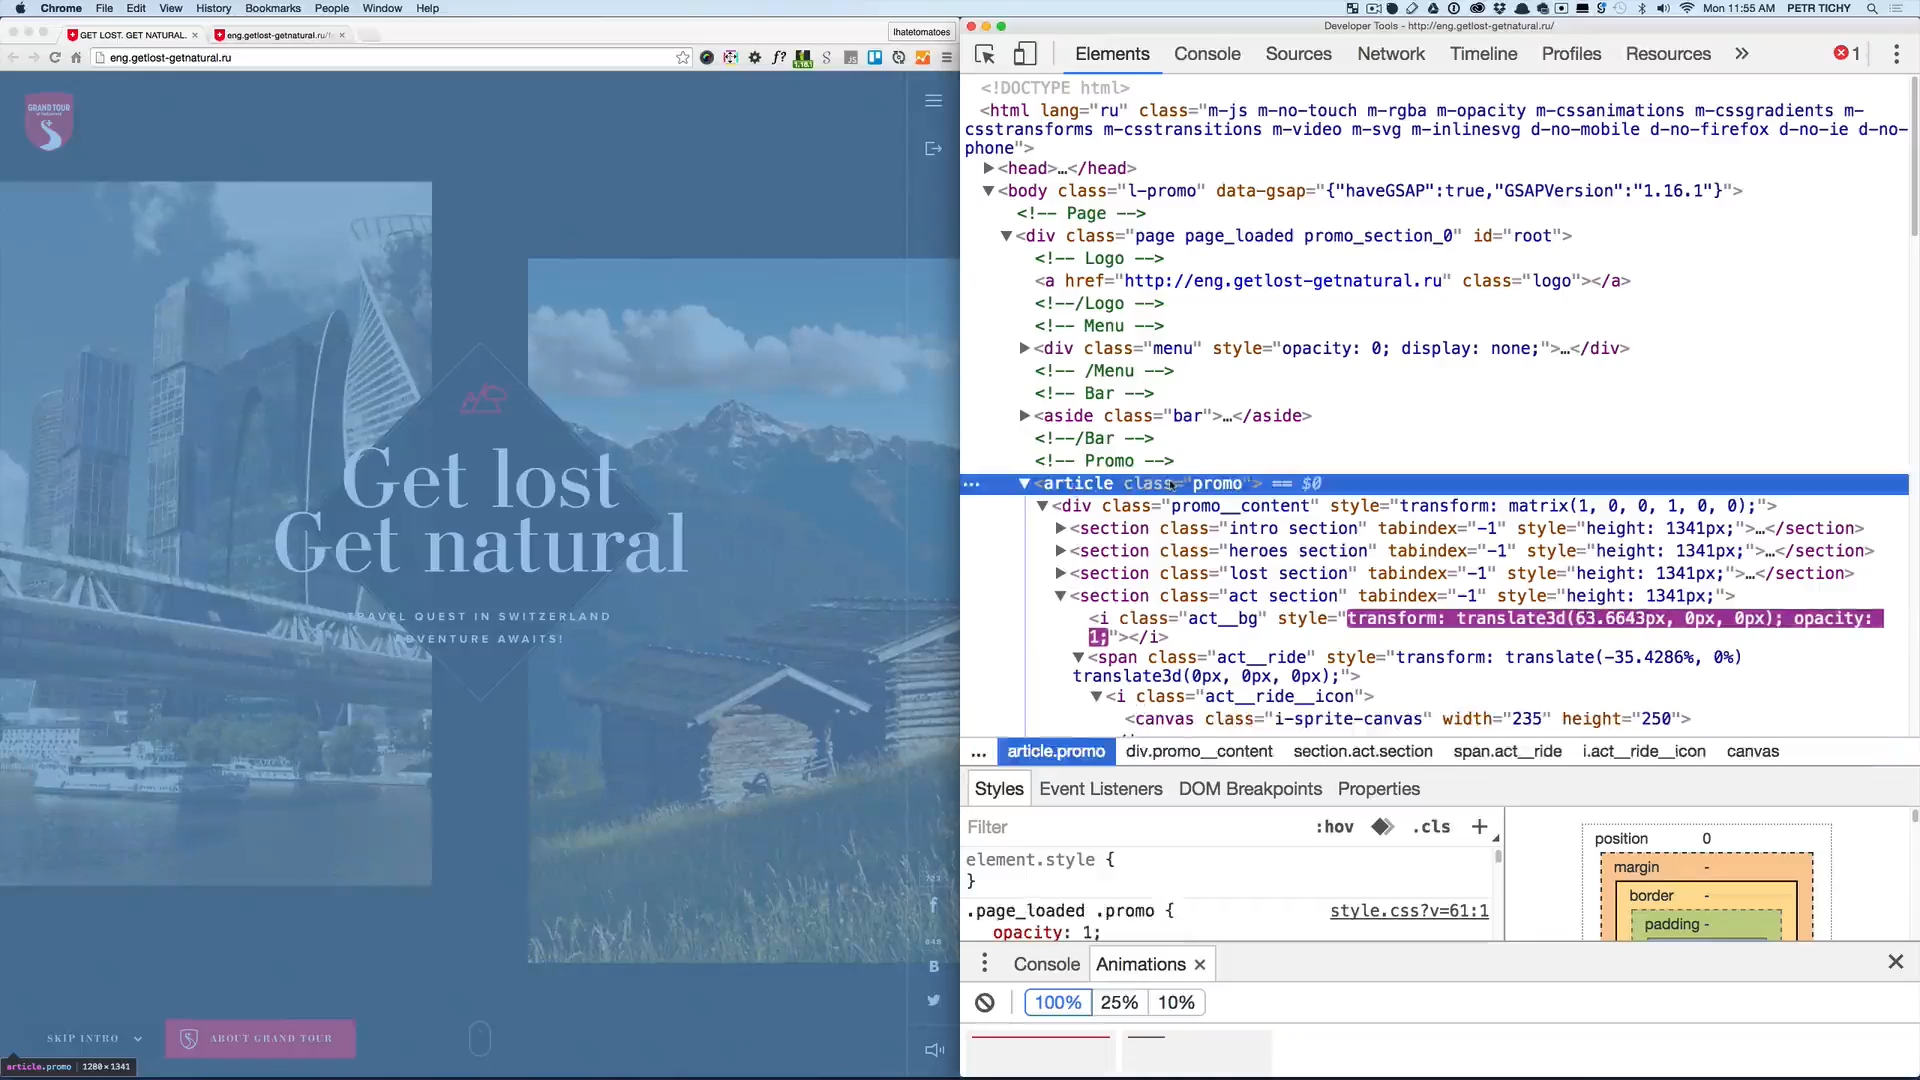 Chrome File Edit View History Bookmarks People Window Help
Mon 11:55 AM PETR TICHY
GET LOST. GET NATURAL. ×
eng.getlost-getnatural.ru/ ×
Ihatetomatoes
eng.getlost-getnatural.ru
GRAND TOUR
Get lost
Get natural
TRAVEL QUEST IN SWITZERLAND
ADVENTURE AWAITS!
723
f
648
B
SKIP INTRO
ABOUT GRAND TOUR
article.promo | 1280×1341
Developer Tools - http://eng.getlost-getnatural.ru/
Elements Console Sources Network Timeline Profiles Resources » 1
<!DOCTYPE html>
<html lang="ru" class="m-js m-no-touch m-rgba m-opacity m-cssanimations m-cssgradients m-
csstransforms m-csstransitions m-video m-svg m-inlinesvg d-no-mobile d-no-firefox d-no-ie d-no-
phone">
<head>…</head>
<body class="l-promo" data-gsap="{"haveGSAP":true,"GSAPVersion":"1.16.1"}">
<!-- Page -->
<div class="page page_loaded promo_section_0" id="root">
<!-- Logo -->
<a href="http://eng.getlost-getnatural.ru" class="logo"></a>
<!--/Logo -->
<!-- Menu -->
<div class="menu" style="opacity: 0; display: none;">…</div>
<!-- /Menu -->
<!-- Bar -->
<aside class="bar">…</aside>
<!--/Bar -->
<!-- Promo -->
… <article class="promo"> == $0
<div class="promo__content" style="transform: matrix(1, 0, 0, 1, 0, 0);">
<section class="intro section" tabindex="-1" style="height: 1341px;">…</section>
<section class="heroes section" tabindex="-1" style="height: 1341px;">…</section>
<section class="lost section" tabindex="-1" style="height: 1341px;">…</section>
<section class="act section" tabindex="-1" style="height: 1341px;">
<i class="act__bg" style="transform: translate3d(63.6643px, 0px, 0px); opacity:
1;"></i>
<span class="act__ride" style="transform: translate(-35.4286%, 0%)
translate3d(0px, 0px, 0px);">
<i class="act__ride__icon">
<canvas class="i-sprite-canvas" width="235" height="250">
... article.promo div.promo__content section.act.section span.act__ride i.act__ride__icon canvas
Styles Event Listeners DOM Breakpoints Properties
Filter :hov .cls +
element.style {
}
.page_loaded .promo { style.css?v=61:1
opacity: 1;
position 0
margin -
border -
padding -
Console Animations ×
100% 25% 10%